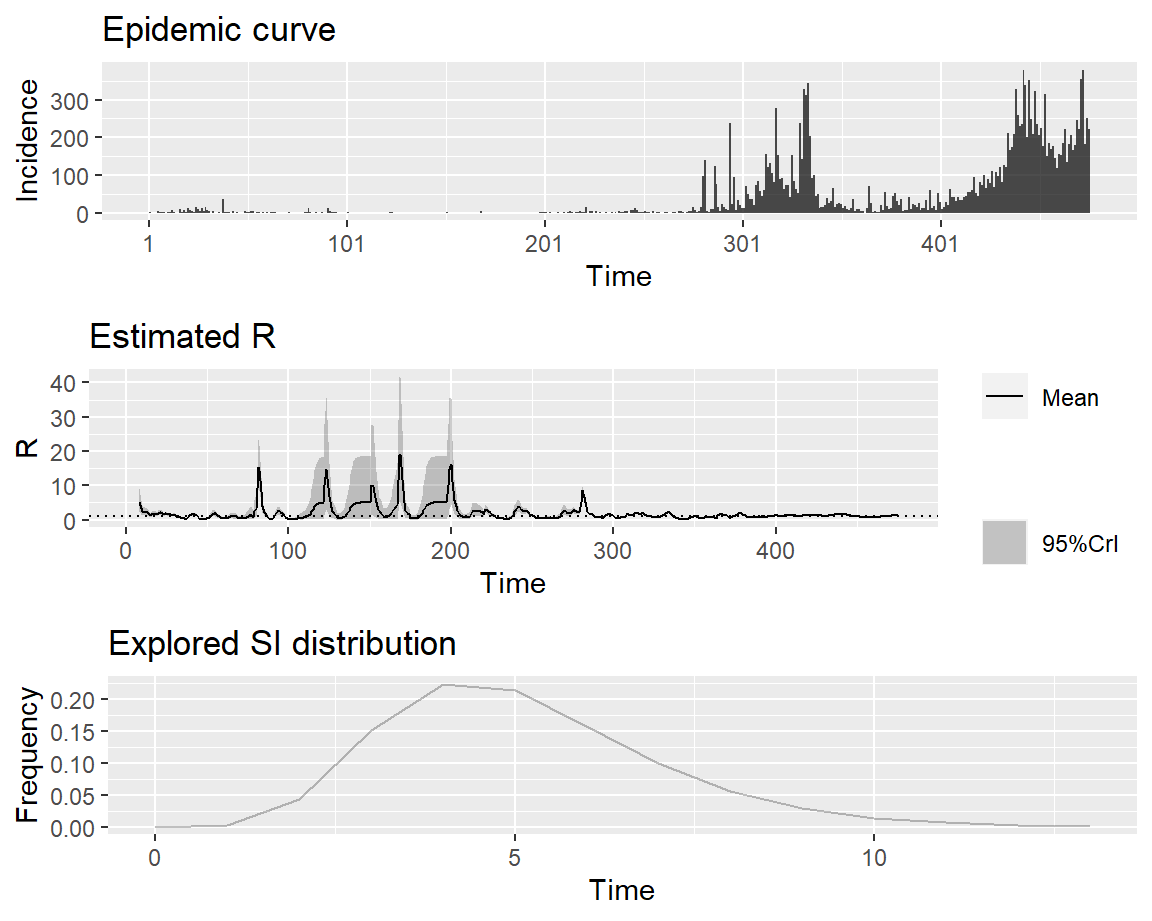 Epidemic curve
Incidence
300
200
100
0
1 101 201 301 401
Time
Estimated R
R
40
30
20
10
0
0 100 200 300 400
Time
Mean
95%CrI
Explored SI distribution
Frequency
0.20
0.15
0.10
0.05
0.00
0 5 10
Time